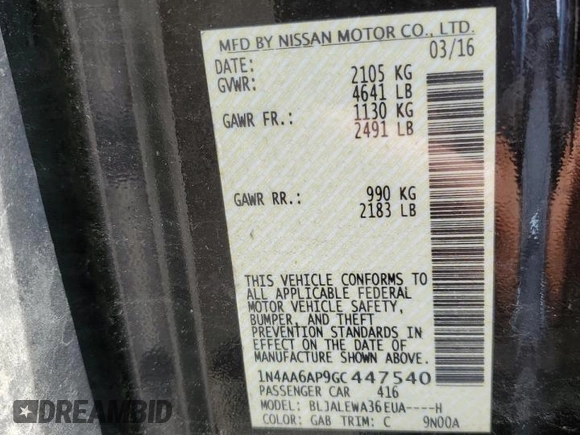 MFD BY NISSAN MOTOR CO., LTD.
DATE: 03/16
GVWR: 2105 KG
4641 LB
GAWR FR.: 1130 KG
2491 LB
GAWR RR.: 990 KG
2183 LB
THIS VEHICLE CONFORMS TO
ALL APPLICABLE FEDERAL
MOTOR VEHICLE SAFETY,
BUMPER, AND THEFT
PREVENTION STANDARDS IN
EFFECT ON THE DATE OF
MANUFACTURE SHOWN ABOVE.
1N4AA6AP9GC447540
PASSENGER CAR 416
MODEL: BLJALEWA36EUA----H
COLOR: GAB TRIM: C 9N00A
DREAMBID